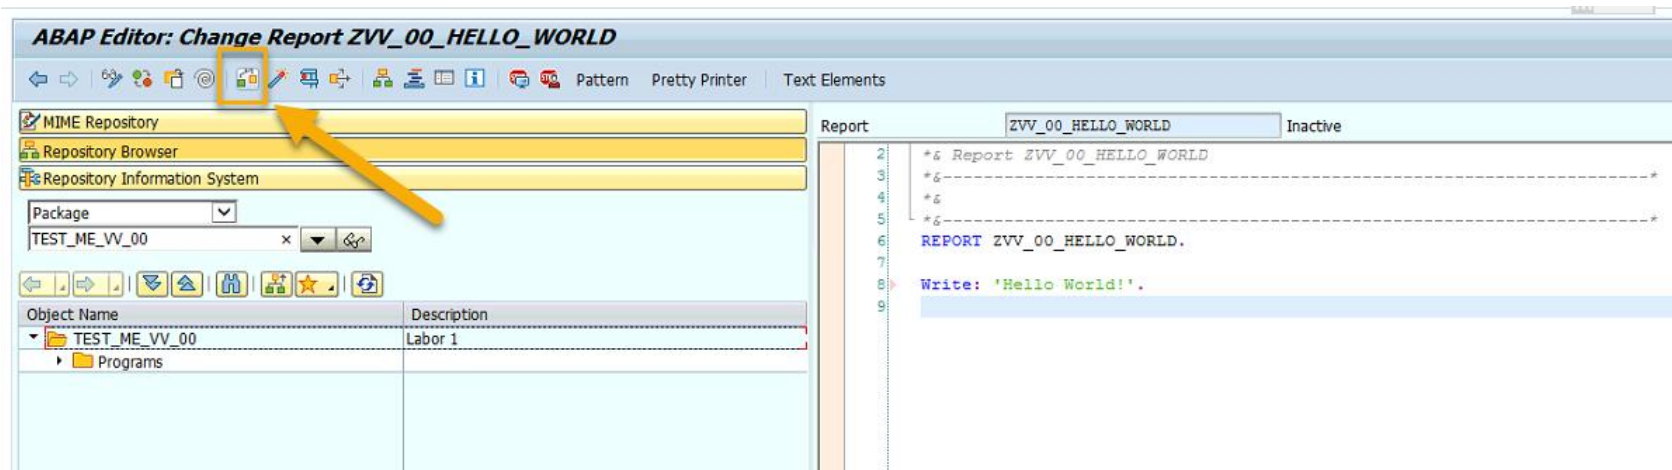 ABAP Editor: Change Report ZVV_00_HELLO_WORLD
Pattern Pretty Printer Text Elements
MIME Repository
Repository Browser
Repository Information System
Package
TEST_ME_VV_00
Object Name Description
TEST_ME_VV_00 Labor 1
Programs
Report ZVV_00_HELLO_WORLD Inactive
2 *& Report ZVV_00_HELLO_WORLD
3 *&---------------------------------------------------------------------*
4 *&
5 *&---------------------------------------------------------------------*
6 REPORT ZVV_00_HELLO_WORLD.
7
8 Write: 'Hello World!'.
9